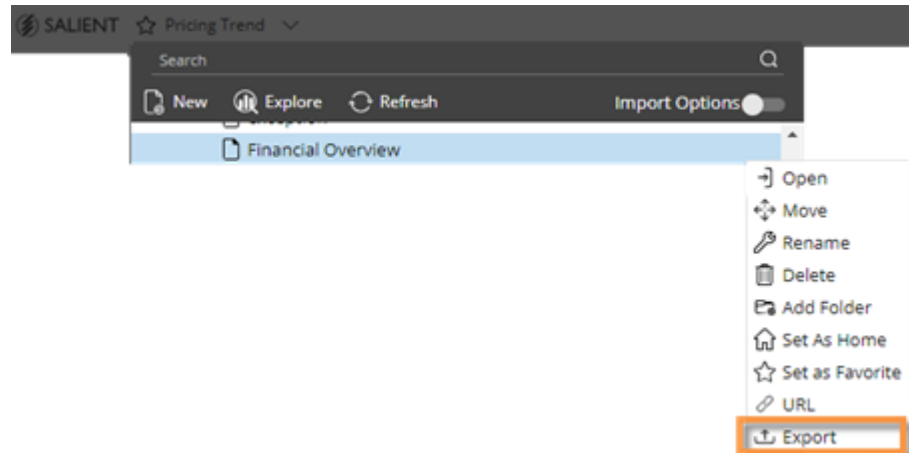 SALIENT Pricing Trend
Search
New Explore Refresh Import Options
Exception
Financial Overview
Open
Move
Rename
Delete
Add Folder
Set As Home
Set as Favorite
URL
Export